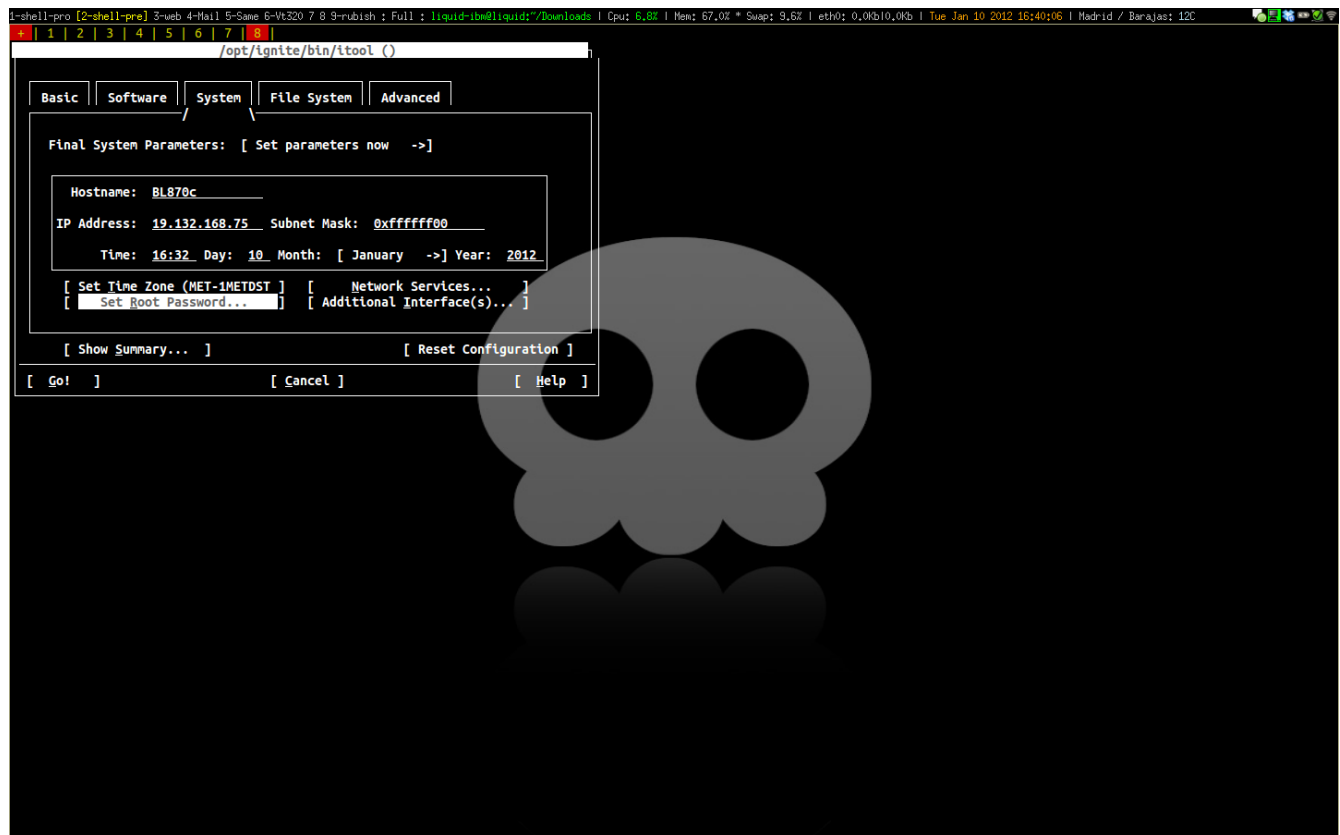 1-shell-pro [2-shell-pre] 3-web 4-Mail 5-Same 6-Vt320 7 8 9-rubish : Full : liquid-ibm@liquid:~/Downloads | Cpu: 6.8% | Mem: 67.0% * Swap: 9.6% | eth0: 0.0Kb|0.0Kb | Tue Jan 10 2012 16:40:06 | Madrid / Barajas: 12C
+ | 1 | 2 | 3 | 4 | 5 | 6 | 7 | 8 |
/opt/ignite/bin/itool ()
Basic Software System File System Advanced
Final System Parameters: [ Set parameters now ->]
Hostname: BL870c
IP Address: 19.132.168.75 Subnet Mask: 0xffffff00
Time: 16:32 Day: 10 Month: [ January ->] Year: 2012
[ Set Time Zone (MET-1METDST ] [ Network Services... ]
[ Set Root Password... ] [ Additional Interface(s)... ]
[ Show Summary... ] [ Reset Configuration ]
[ Go! ] [ Cancel ] [ Help ]